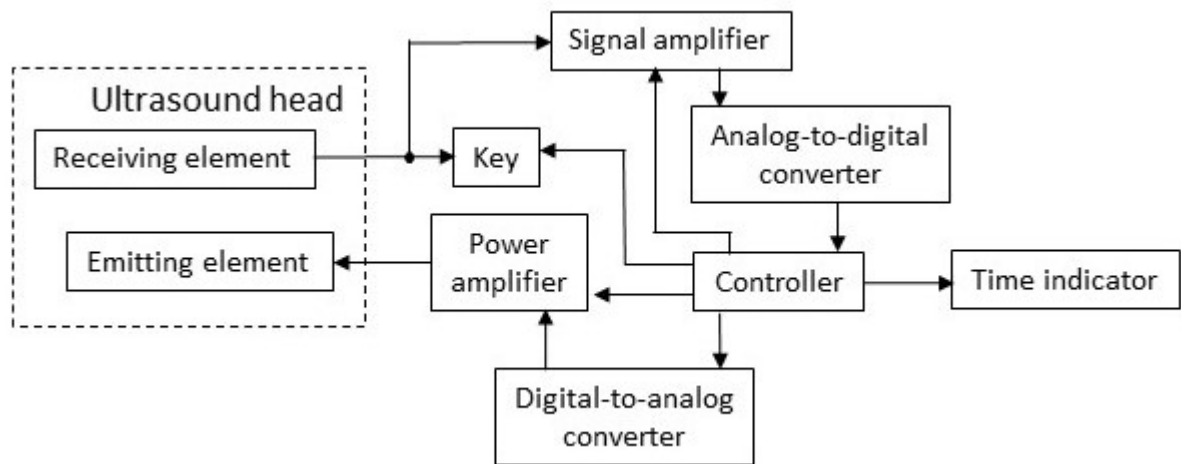 Signal amplifier
Ultrasound head
Receiving element
Key
Analog-to-digital
converter
Emitting element
Power
amplifier
Controller
Time indicator
Digital-to-analog
converter